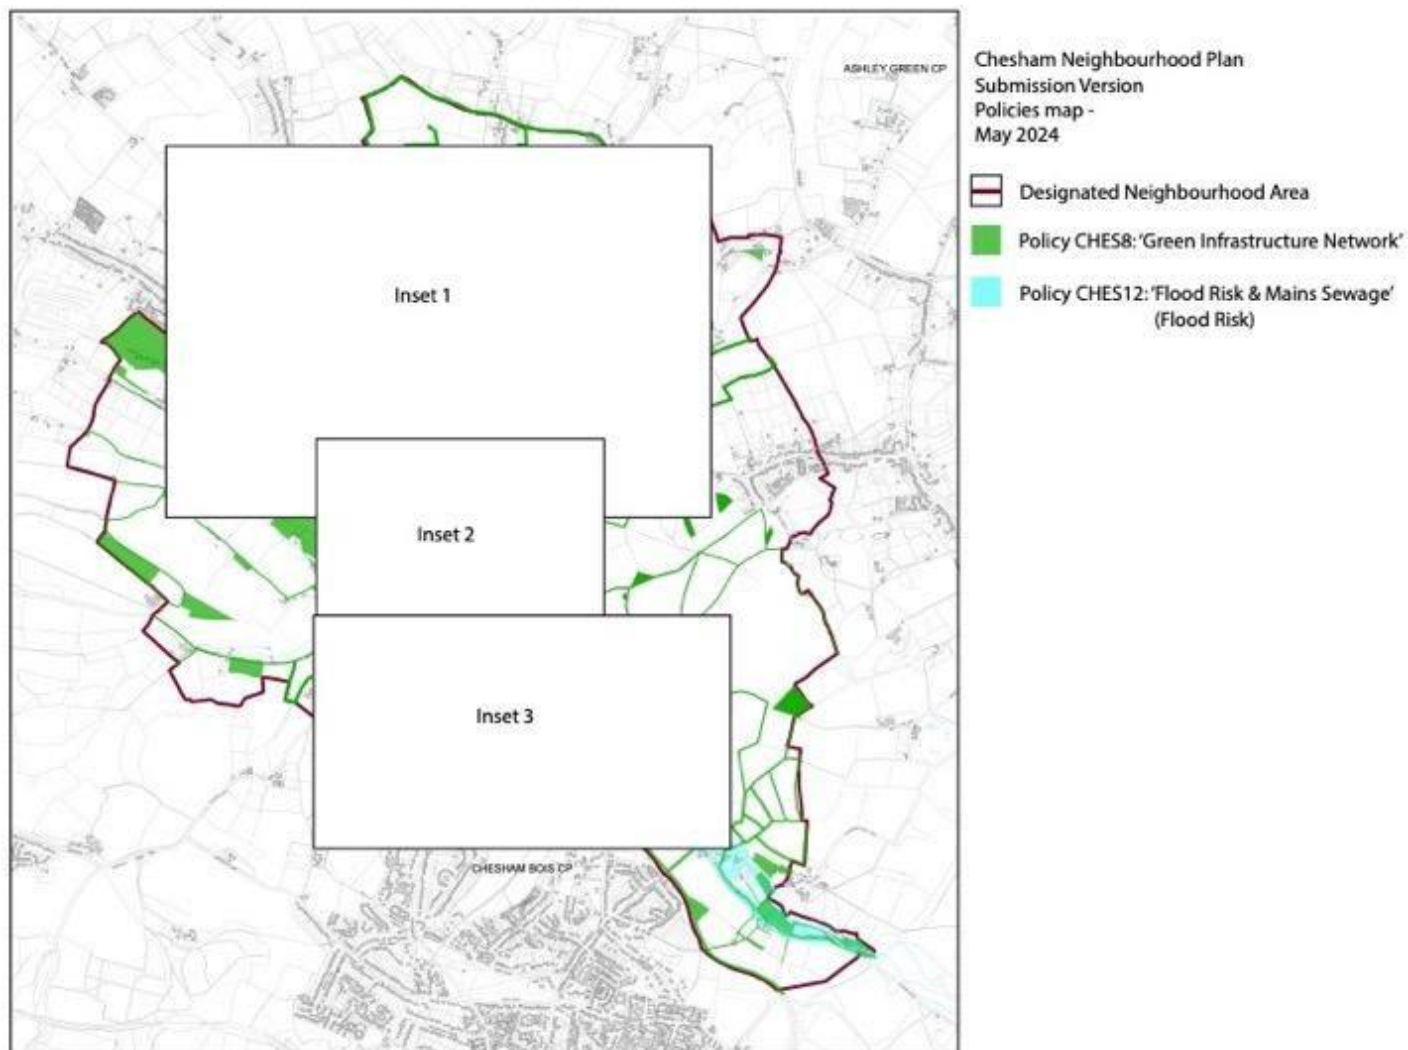 ASHLEY GREEN CP
Chesham Neighbourhood Plan
Submission Version
Policies map -
May 2024
Designated Neighbourhood Area
Policy CHES8: 'Green Infrastructure Network'
Policy CHES12: 'Flood Risk & Mains Sewage'
(Flood Risk)
Inset 1
Inset 2
Inset 3
CHESHAM BOIS CP